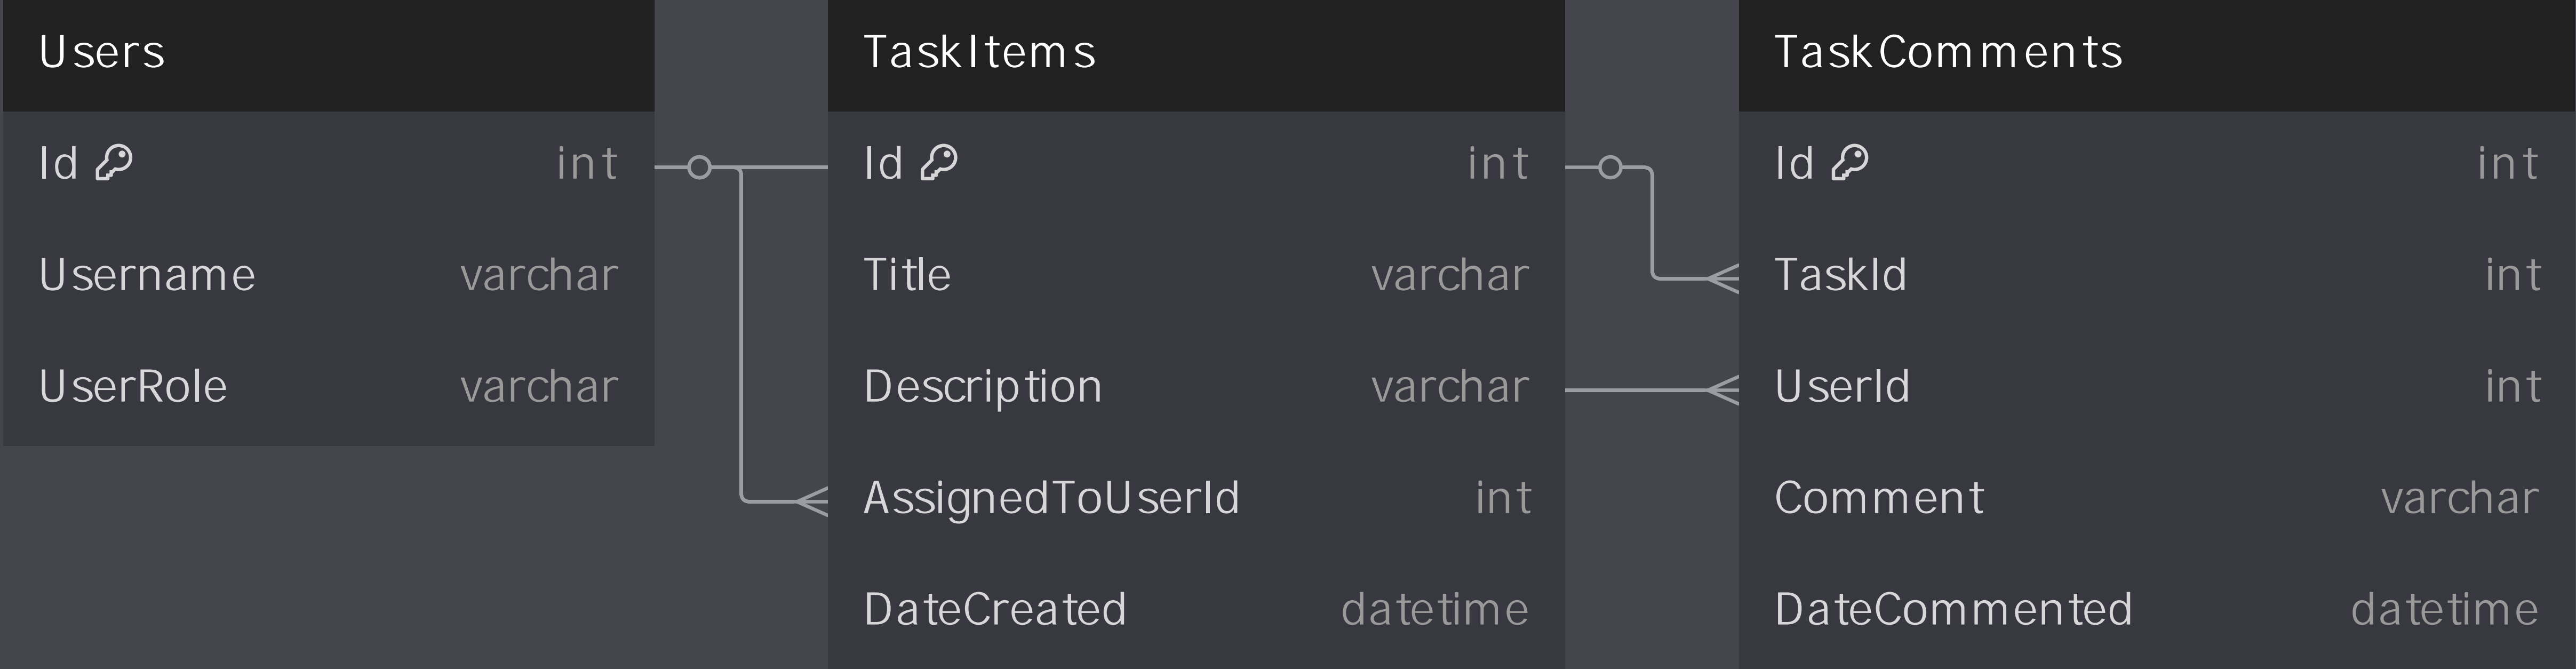 Users
Id int
Username varchar
UserRole varchar
TaskItems
Id int
Title varchar
Description varchar
AssignedToUserId int
DateCreated datetime
TaskComments
Id int
TaskId int
UserId int
Comment varchar
DateCommented datetime